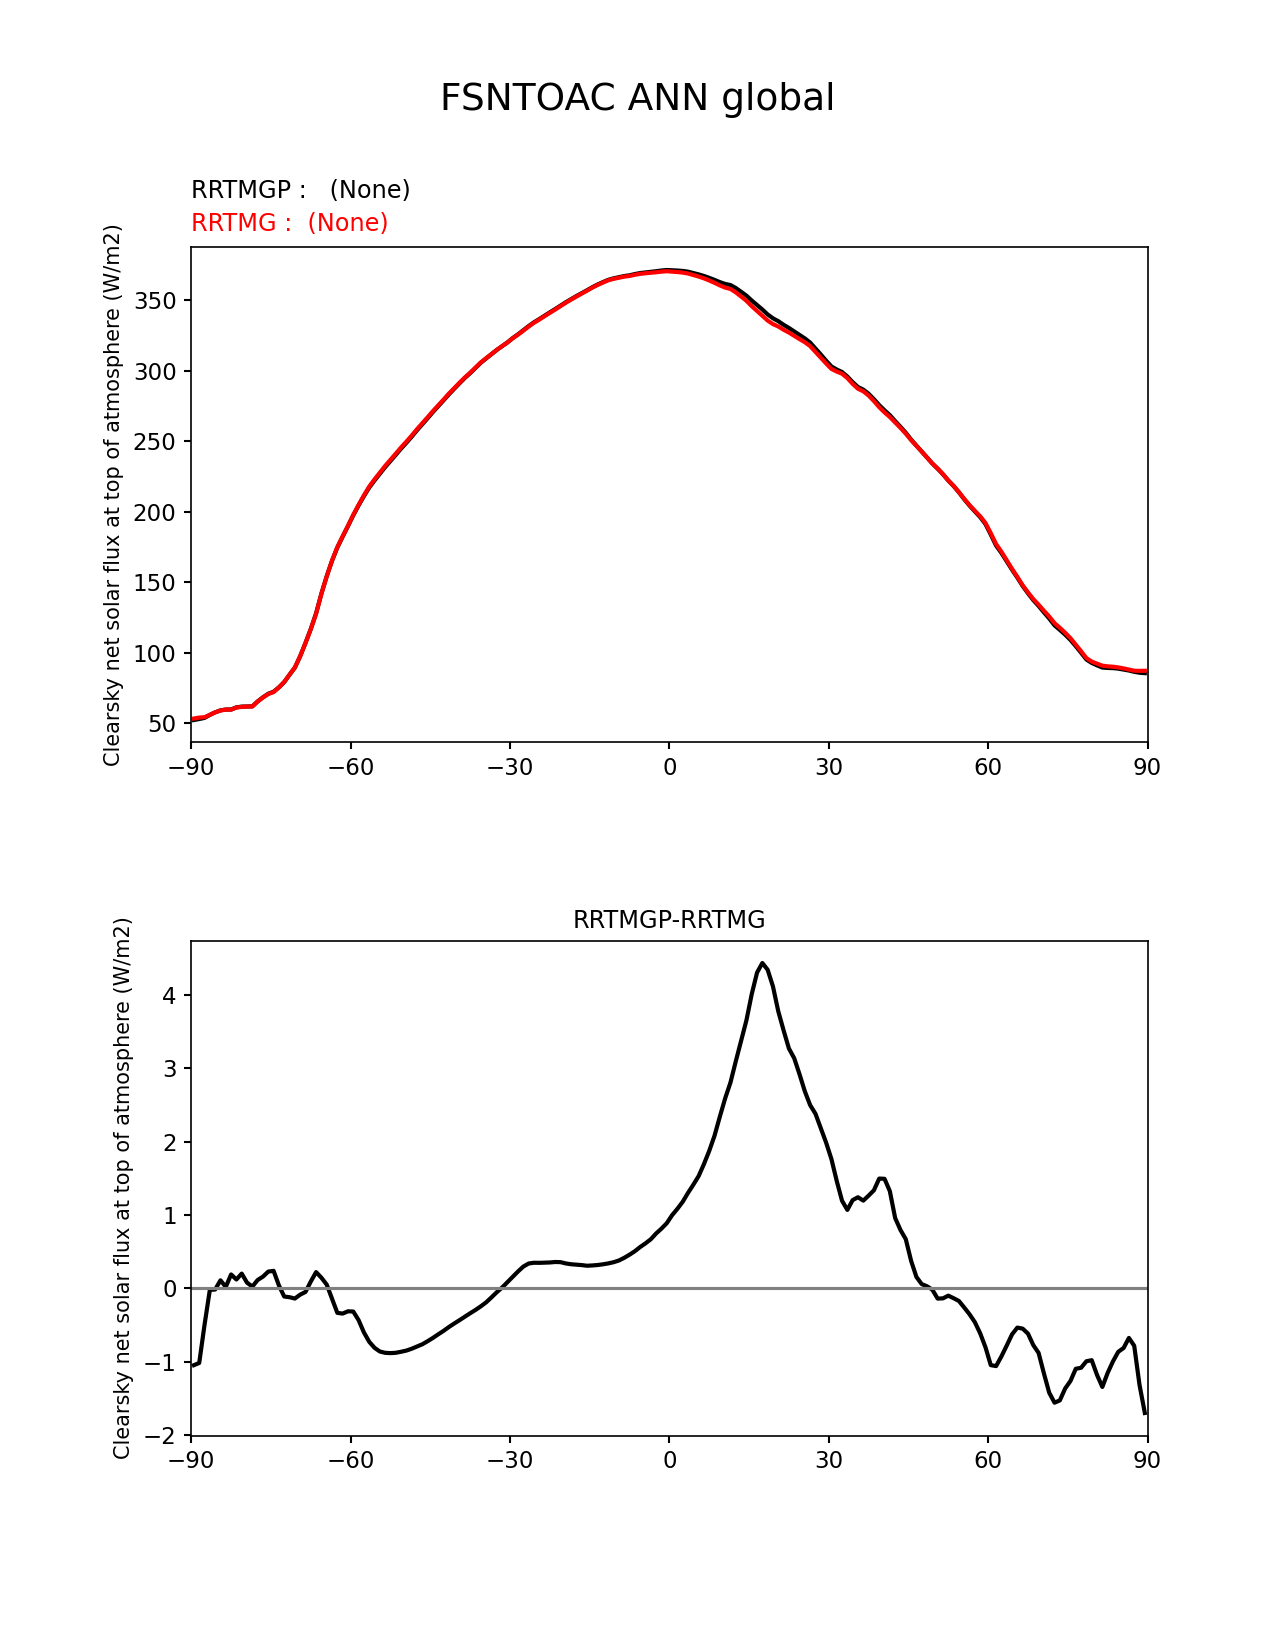 FSNTOAC ANN global
RRTMGP :   (None)
RRTMG :  (None)
Clearsky net solar flux at top of atmosphere (W/m2)
350
300
250
200
150
100
50
−90 −60 −30 0 30 60 90
RRTMGP-RRTMG
Clearsky net solar flux at top of atmosphere (W/m2)
4
3
2
1
0
−1
−2
−90 −60 −30 0 30 60 90